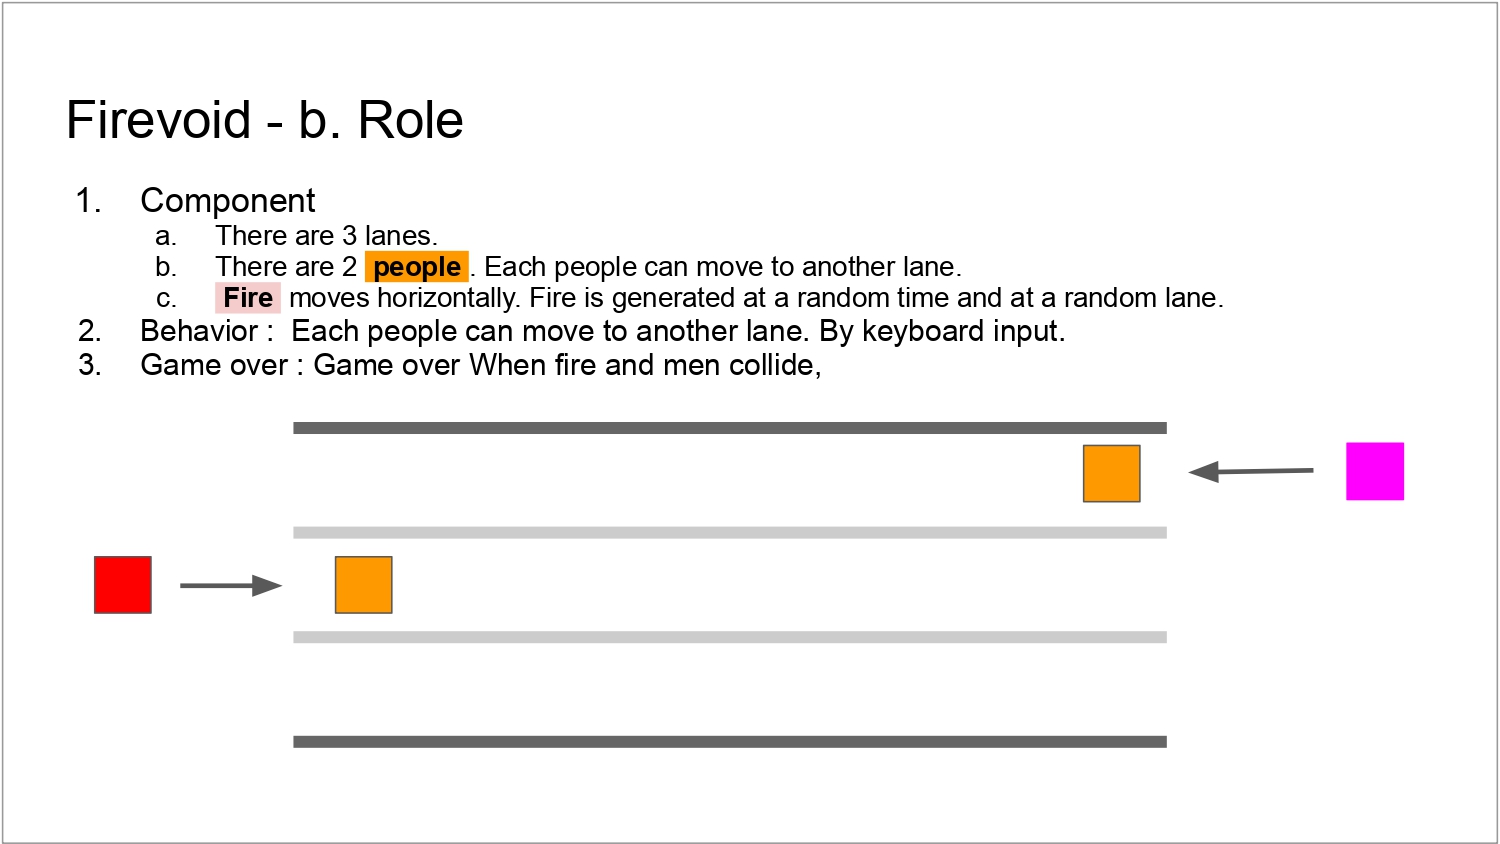 Firevoid - b. Role
1. Component
a. There are 3 lanes.
b. There are 2 people . Each people can move to another lane.
c. Fire moves horizontally. Fire is generated at a random time and at a random lane.
2. Behavior : Each people can move to another lane. By keyboard input.
3. Game over : Game over When fire and men collide,